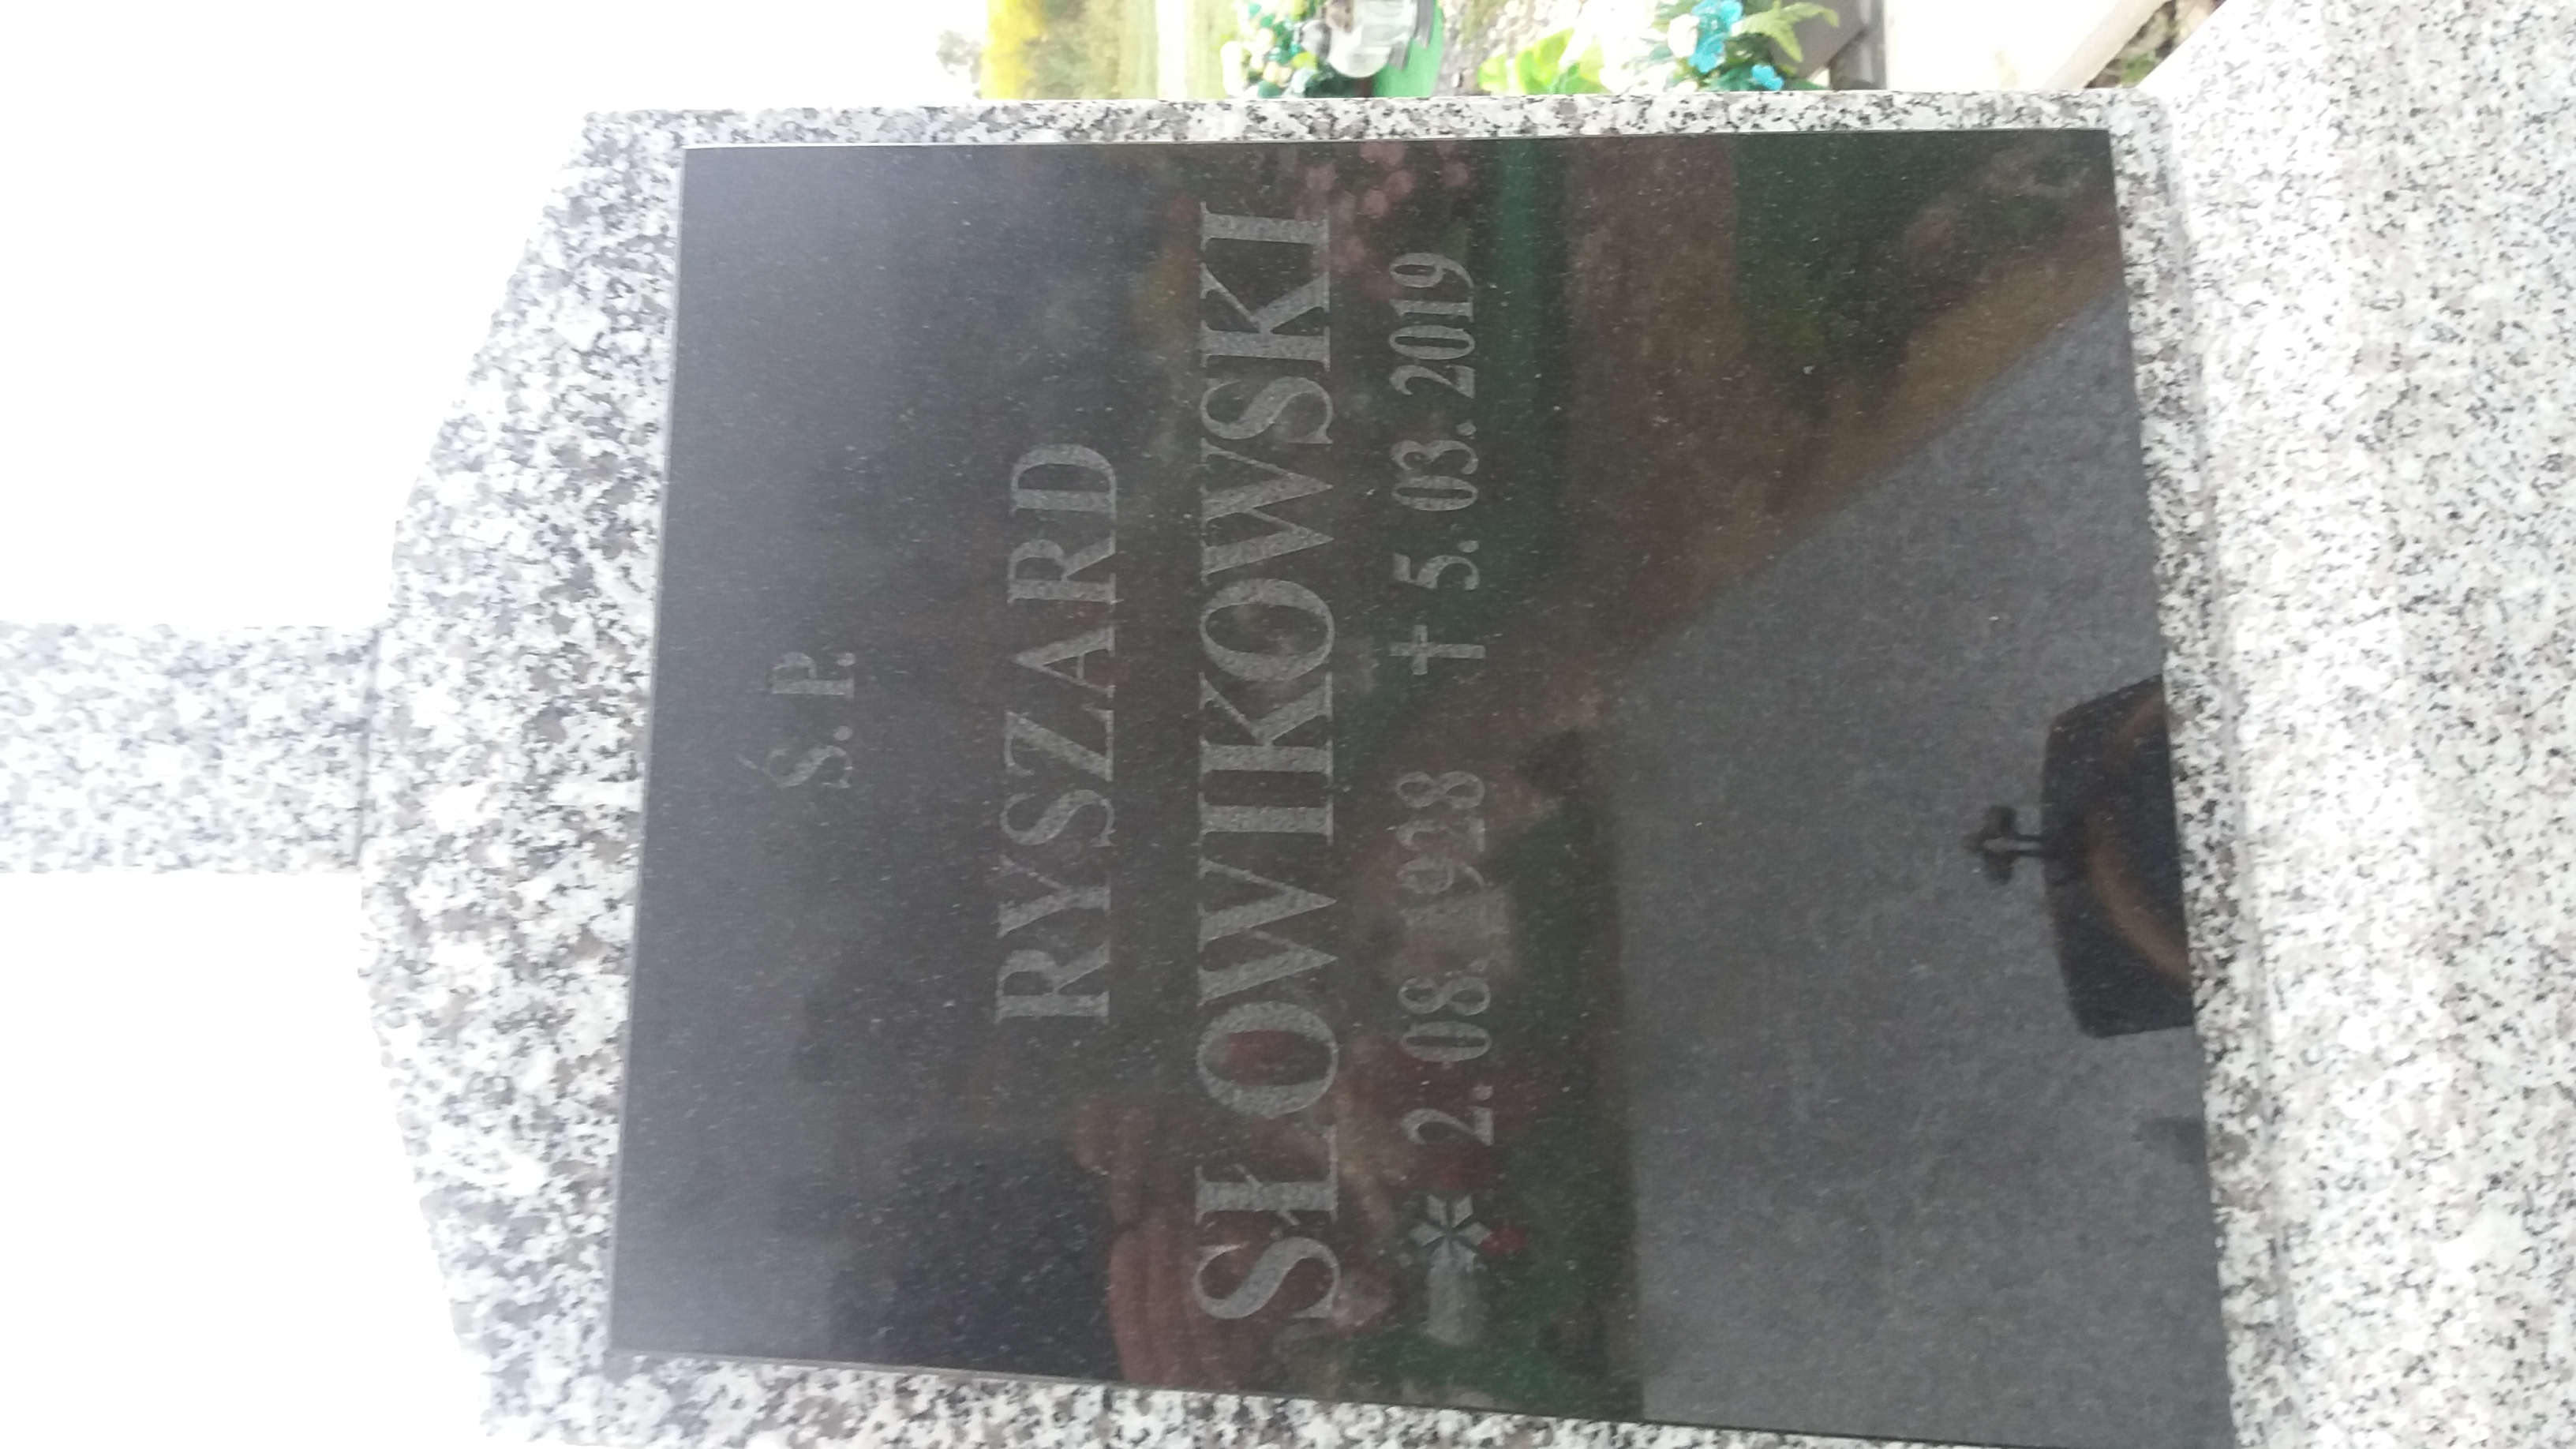 Ś.P.
RYSZARD
SŁOWIKOWSKI
* 2.08.1928 † 5.03.2019